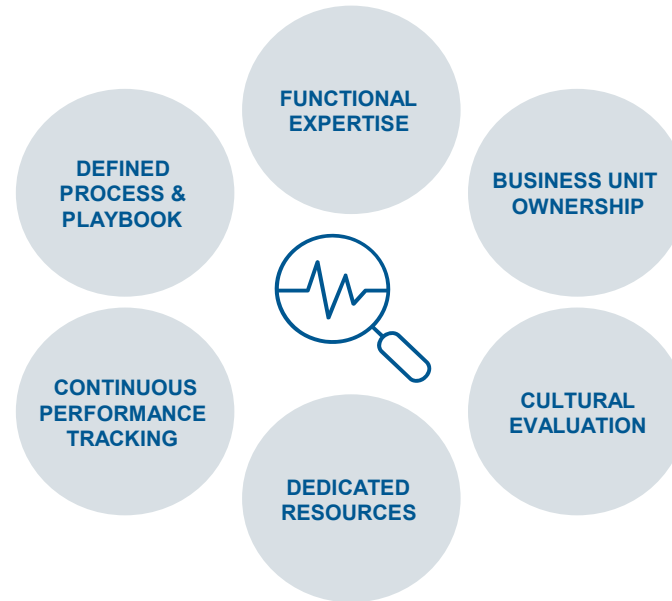 FUNCTIONAL
EXPERTISE
DEFINED
PROCESS &
PLAYBOOK
BUSINESS UNIT
OWNERSHIP
CONTINUOUS
PERFORMANCE
TRACKING
CULTURAL
EVALUATION
DEDICATED
RESOURCES